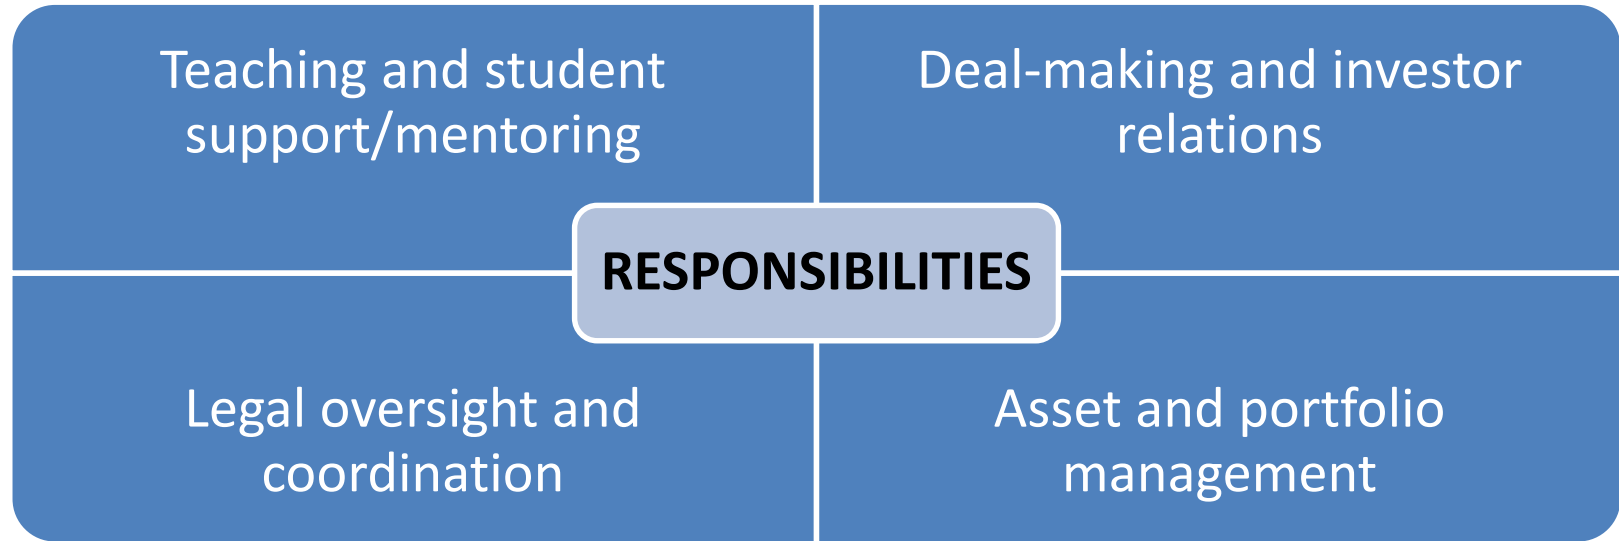 Teaching and student
support/mentoring
Deal-making and investor
relations
RESPONSIBILITIES
Legal oversight and
coordination
Asset and portfolio
management